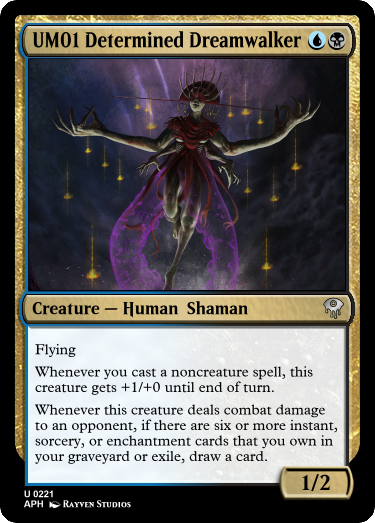 UM01 Determined Dreamwalker
Creature — Human  Shaman
Flying
Whenever you cast a noncreature spell, this
creature gets +1/+0 until end of turn.
Whenever this creature deals combat damage
to an opponent, if there are six or more instant,
sorcery, or enchantment cards that you own in
your graveyard or exile, draw a card.
1/2
U 0221
APH Rayven Studios